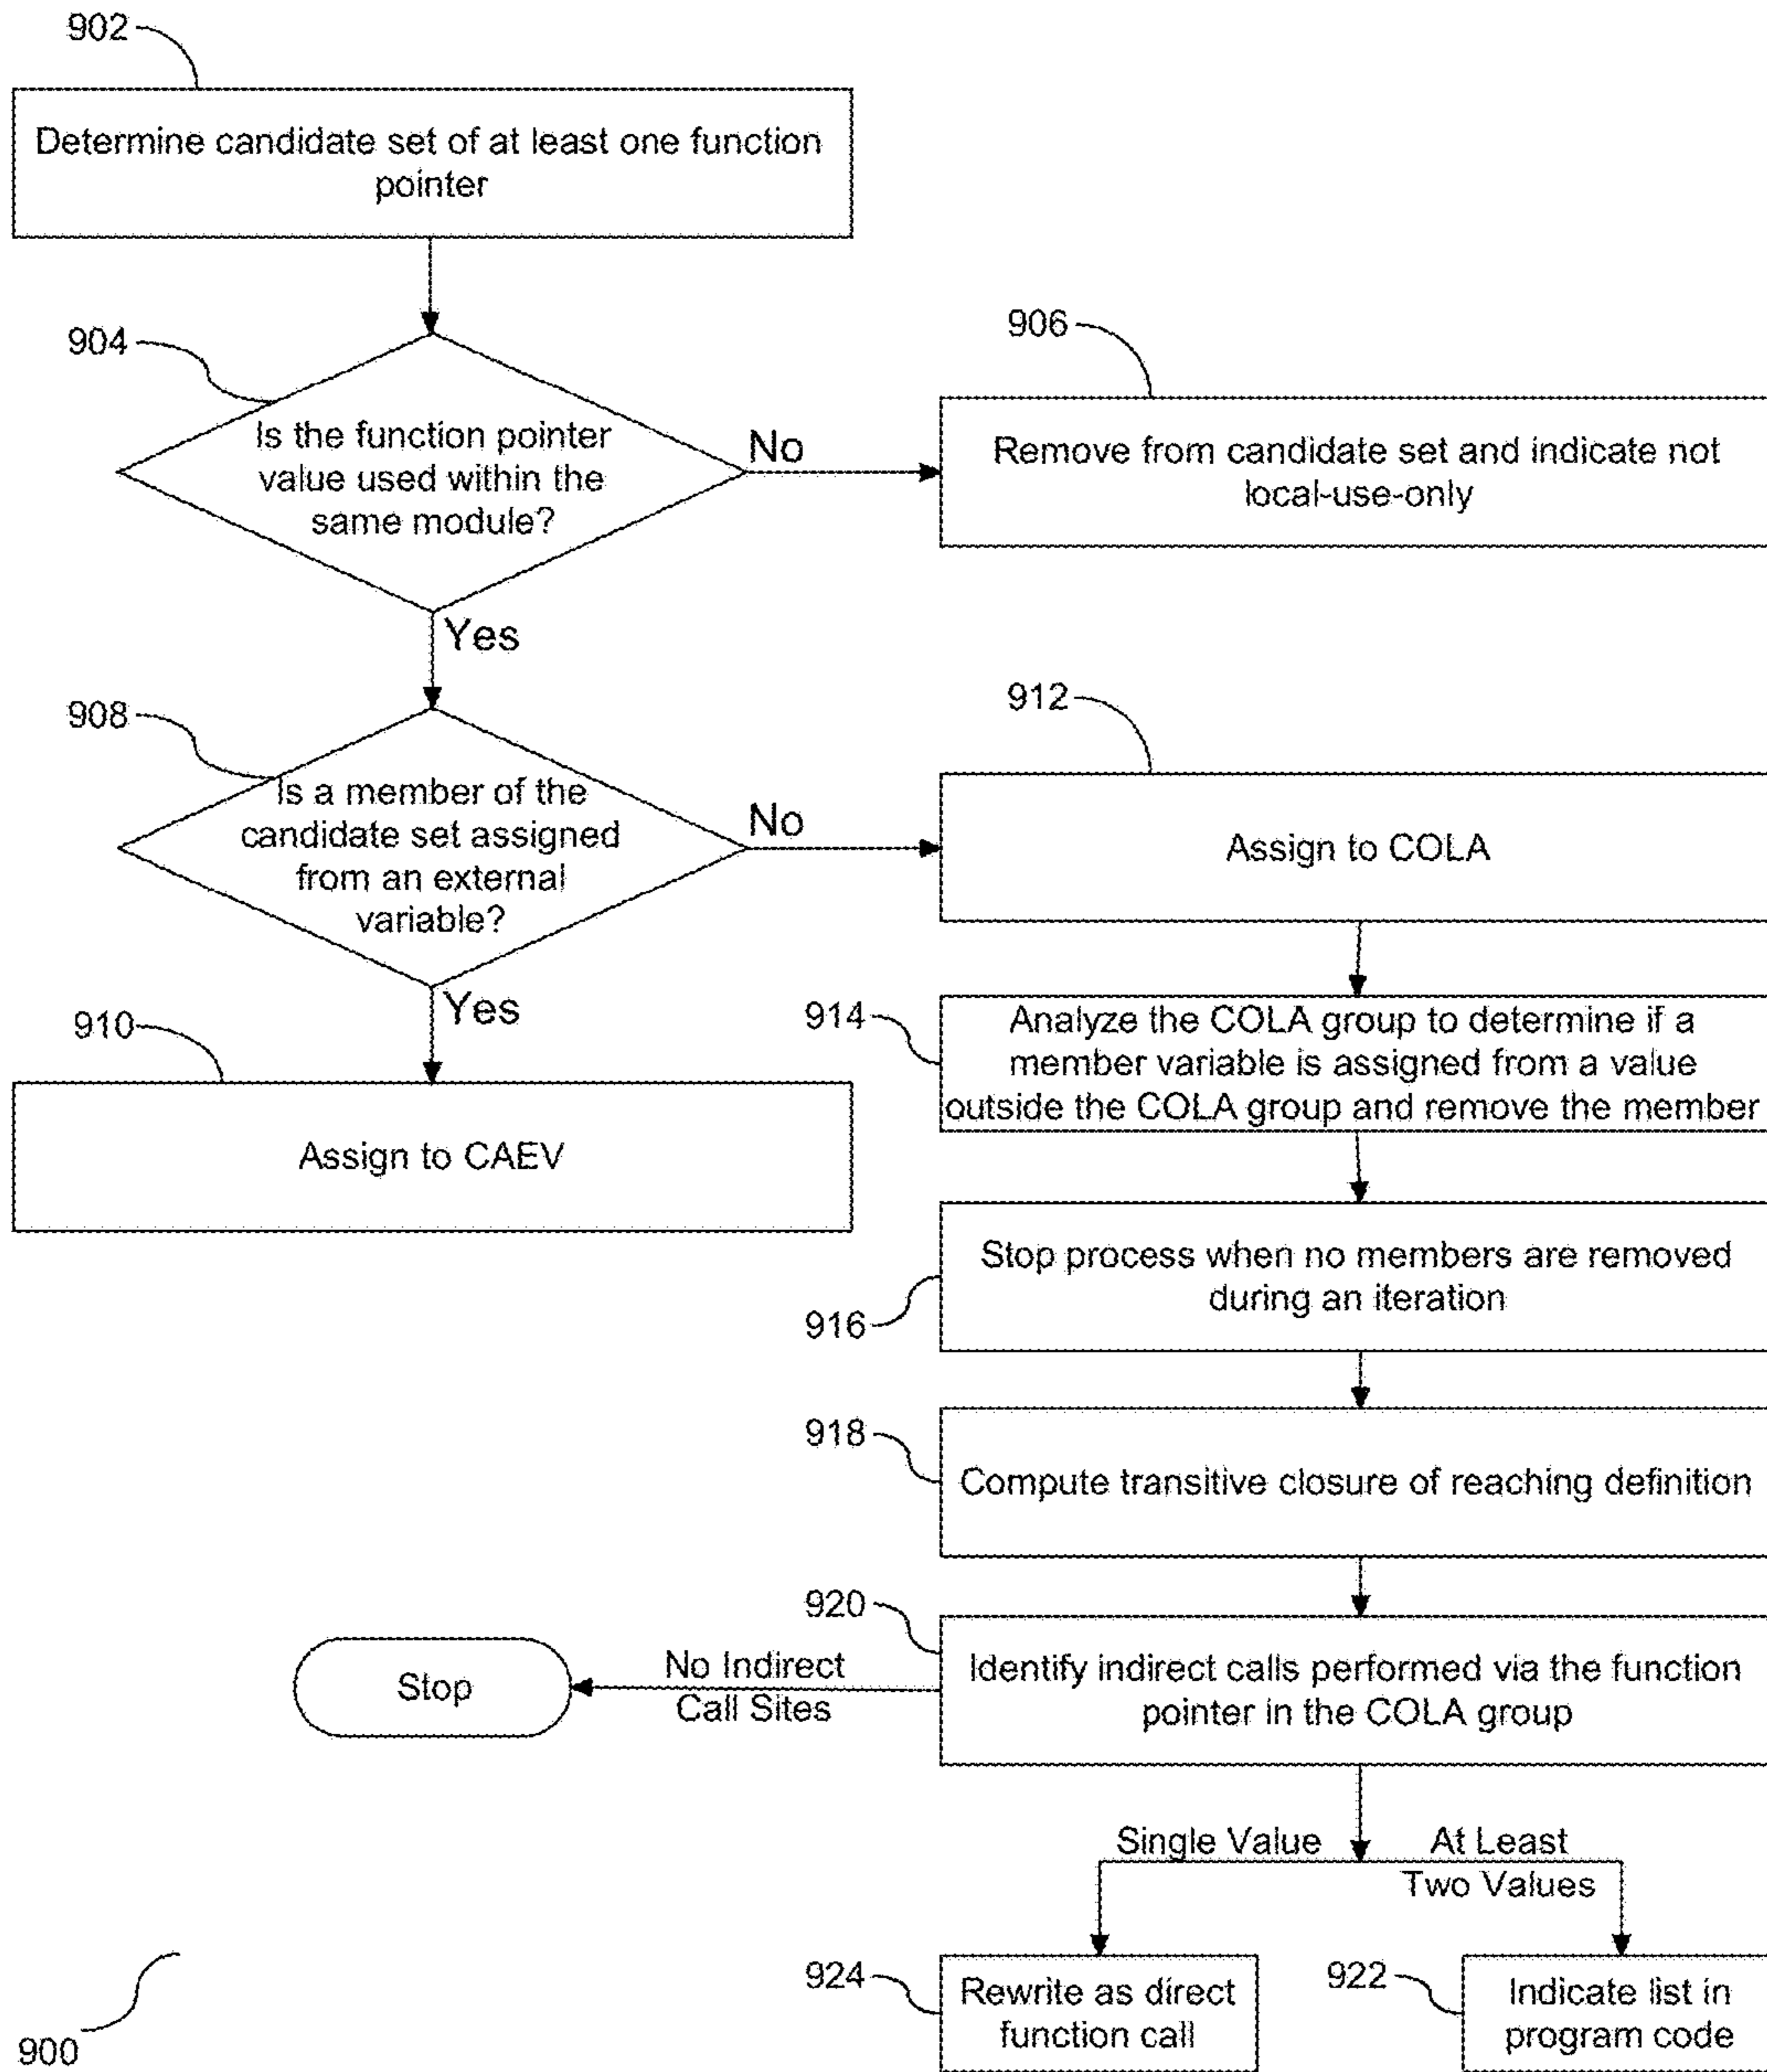 902
Determine candidate set of at least one function
pointer
904
Is the function pointer
value used within the
same module?
No
906
Remove from candidate set and indicate not
local-use-only
Yes
908
Is a member of the
candidate set assigned
from an external
variable?
No
912
Assign to COLA
Yes
910
Assign to CAEV
914
Analyze the COLA group to determine if a
member variable is assigned from a value
outside the COLA group and remove the member
916
Stop process when no members are removed
during an iteration
918
Compute transitive closure of reaching definition
920
Identify indirect calls performed via the function
pointer in the COLA group
No Indirect
Call Sites
Stop
Single Value
At Least
Two Values
924
Rewrite as direct
function call
922
Indicate list in
program code
900